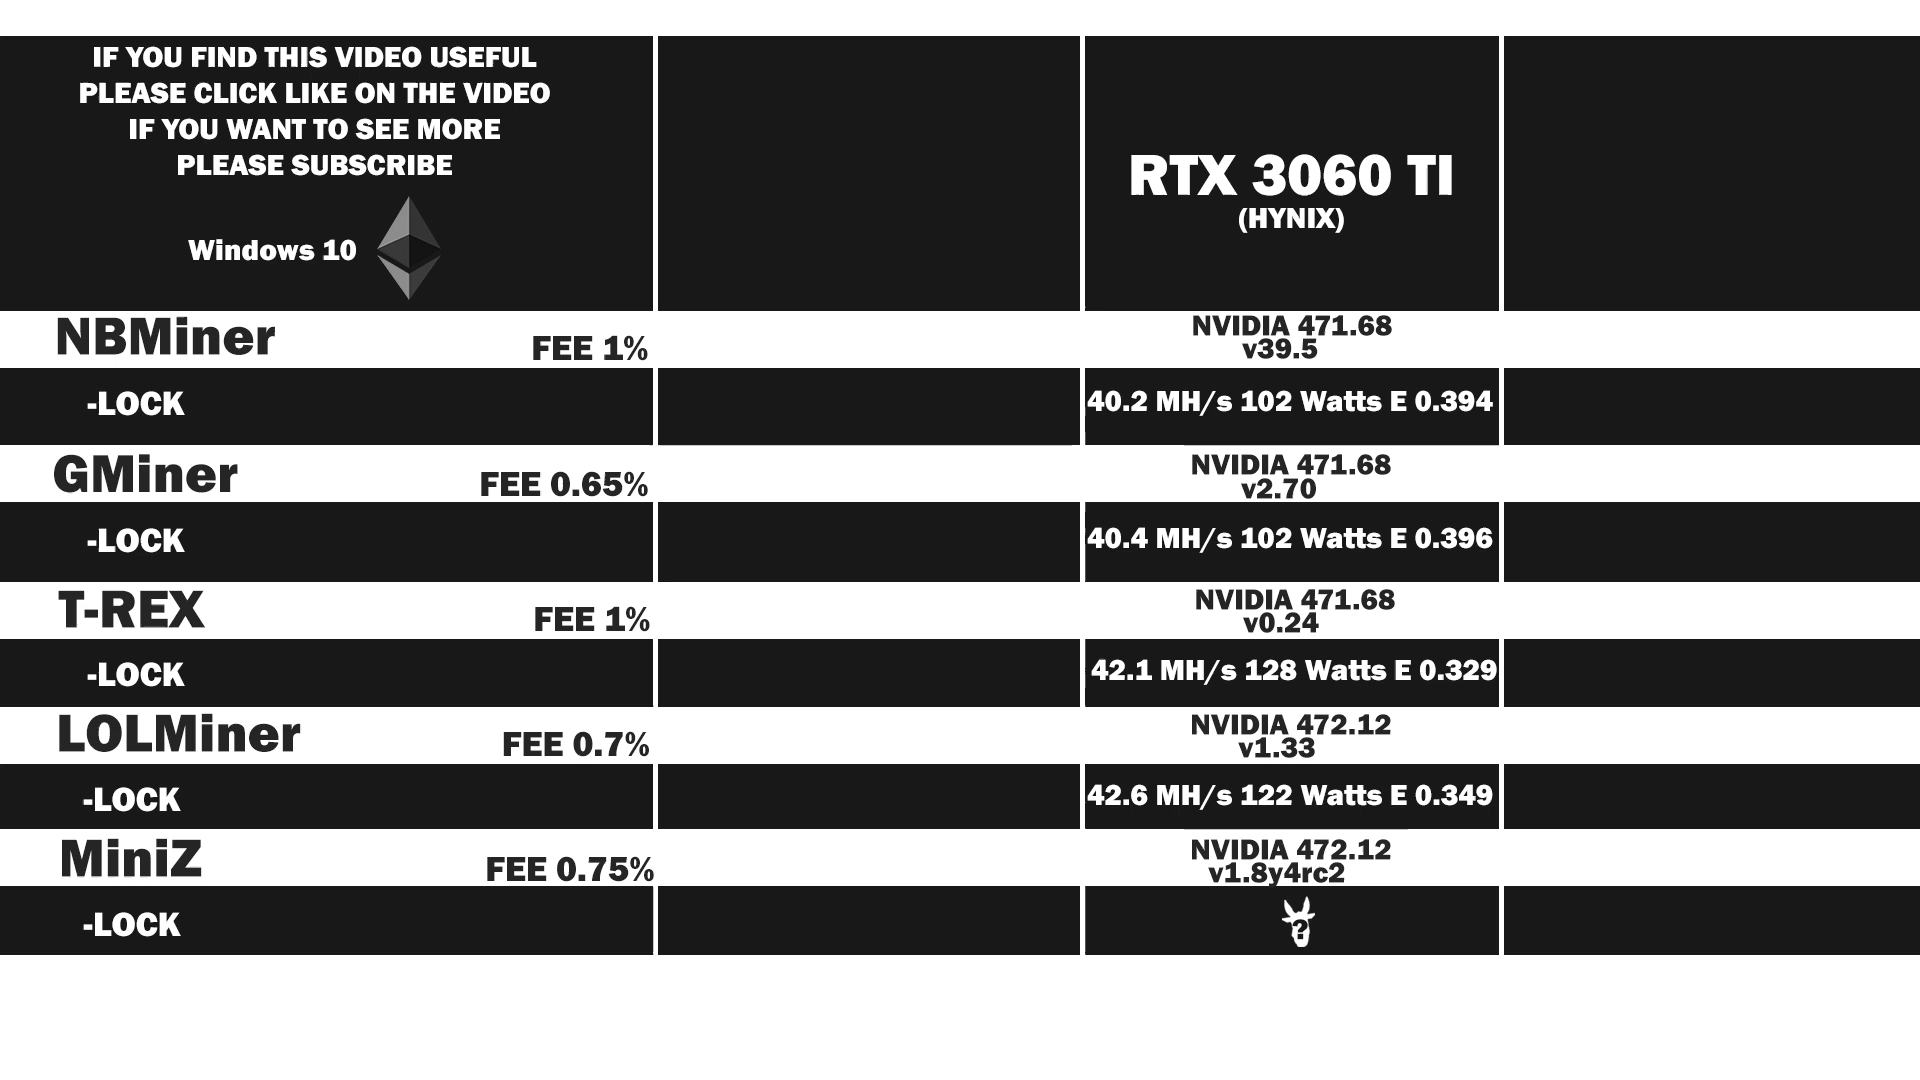 IF YOU FIND THIS VIDEO USEFUL
PLEASE CLICK LIKE ON THE VIDEO
IF YOU WANT TO SEE MORE
PLEASE SUBSCRIBE
Windows 10
RTX 3060 TI
(HYNIX)
NBMiner
FEE 1%
NVIDIA 471.68
v39.5
-LOCK
40.2 MH/s 102 Watts E 0.394
GMiner
FEE 0.65%
NVIDIA 471.68
v2.70
-LOCK
40.4 MH/s 102 Watts E 0.396
T-REX
FEE 1%
NVIDIA 471.68
v0.24
-LOCK
42.1 MH/s 128 Watts E 0.329
LOLMiner
FEE 0.7%
NVIDIA 472.12
v1.33
-LOCK
42.6 MH/s 122 Watts E 0.349
MiniZ
FEE 0.75%
NVIDIA 472.12
v1.8y4rc2
-LOCK
?